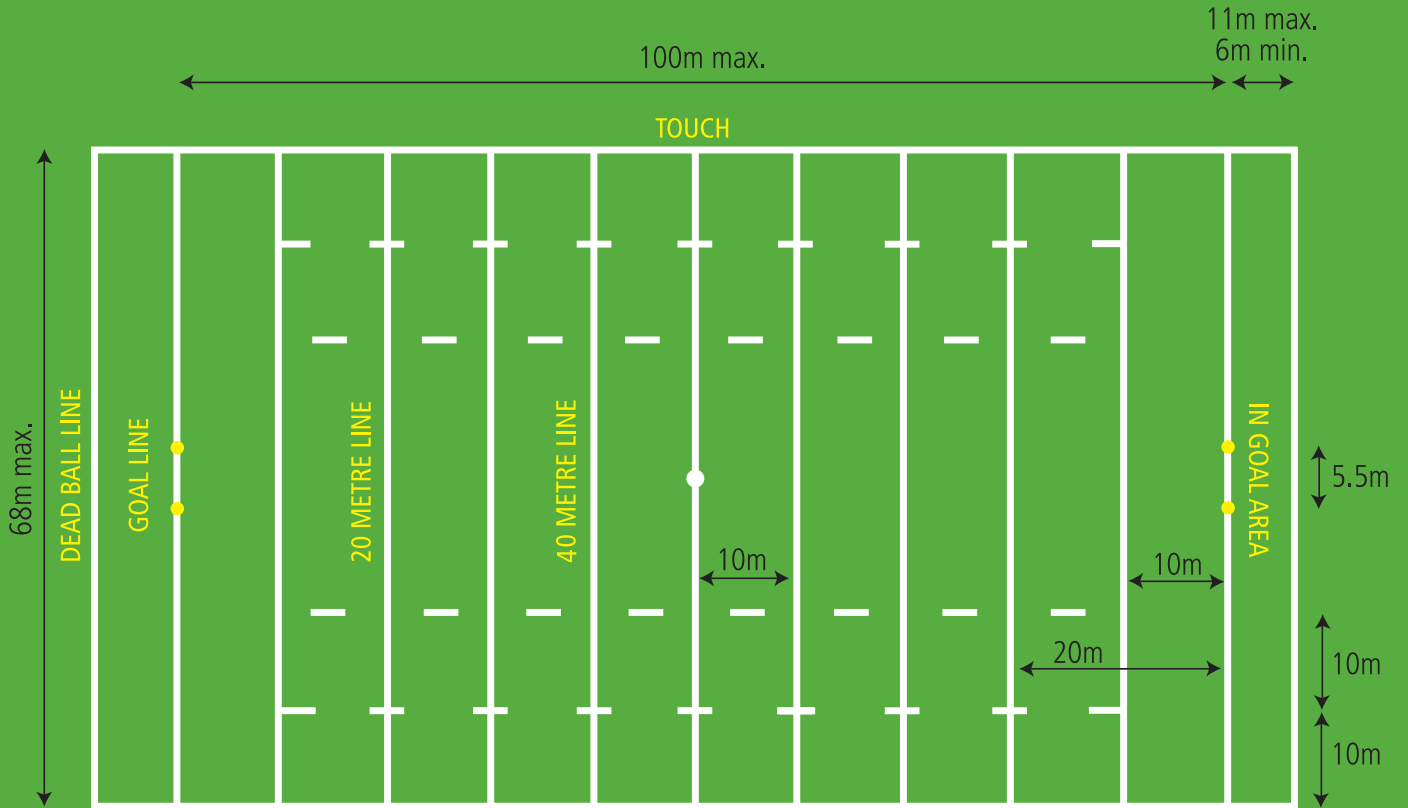 11m max.
6m min.
100m max.
TOUCH
68m max.
DEAD BALL LINE
GOAL LINE
20 METRE LINE
40 METRE LINE
IN GOAL AREA
5.5m
10m
10m
20m
10m
10m